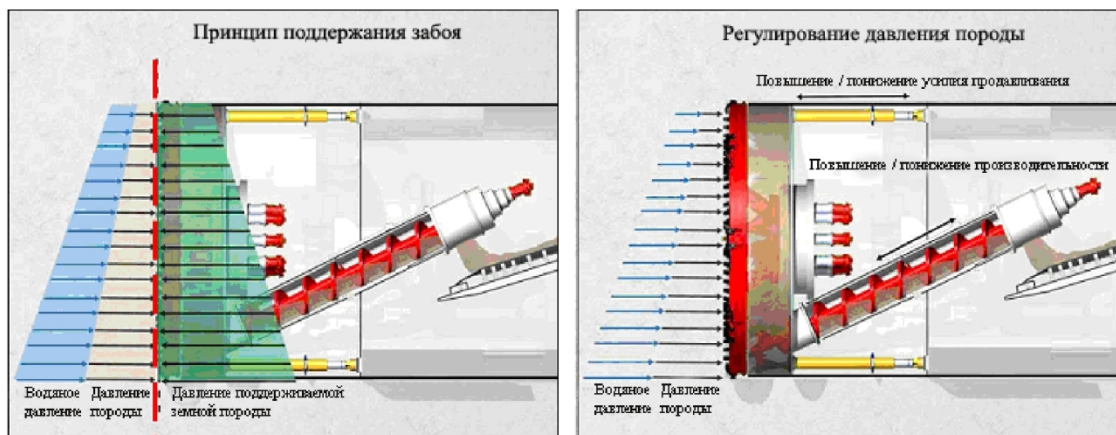 Принцип поддержания забоя
Водяное
давление
Давление
породы
Давление поддерживаемой
земной породы
Регулирование давления породы
Повышение / понижение усилия продавливания
Повышение / понижение производительности
Водяное
давление
Давление
породы